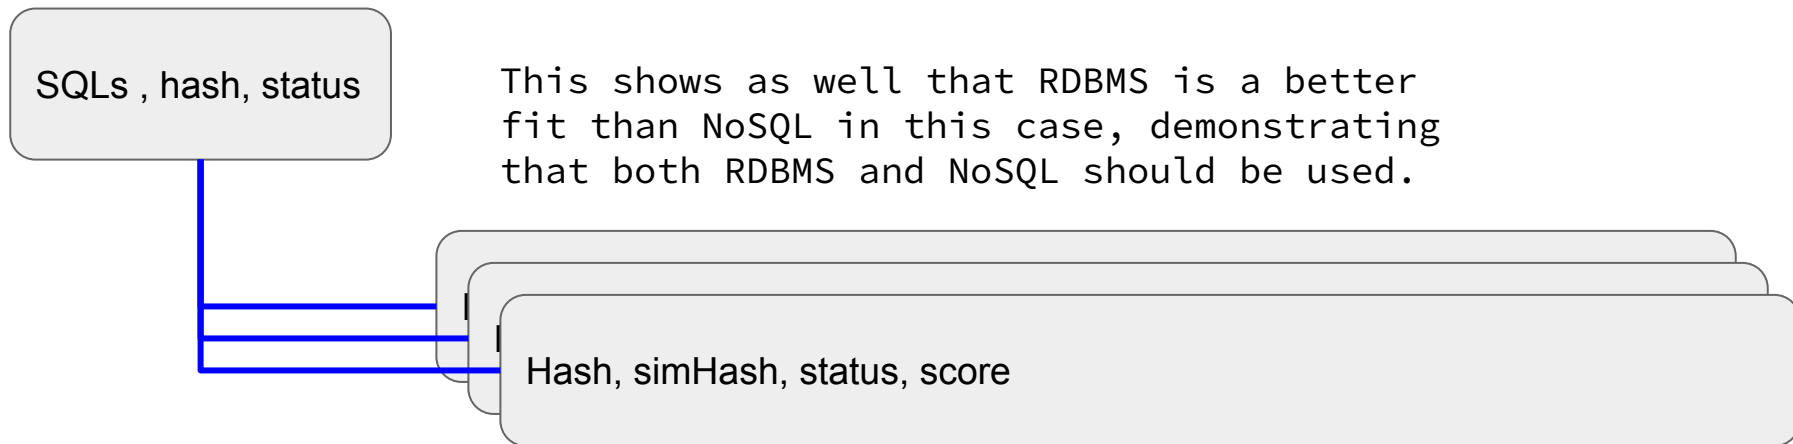 SQLs , hash, status
This shows as well that RDBMS is a better
fit than NoSQL in this case, demonstrating
that both RDBMS and NoSQL should be used.
Hash, simHash, status, score